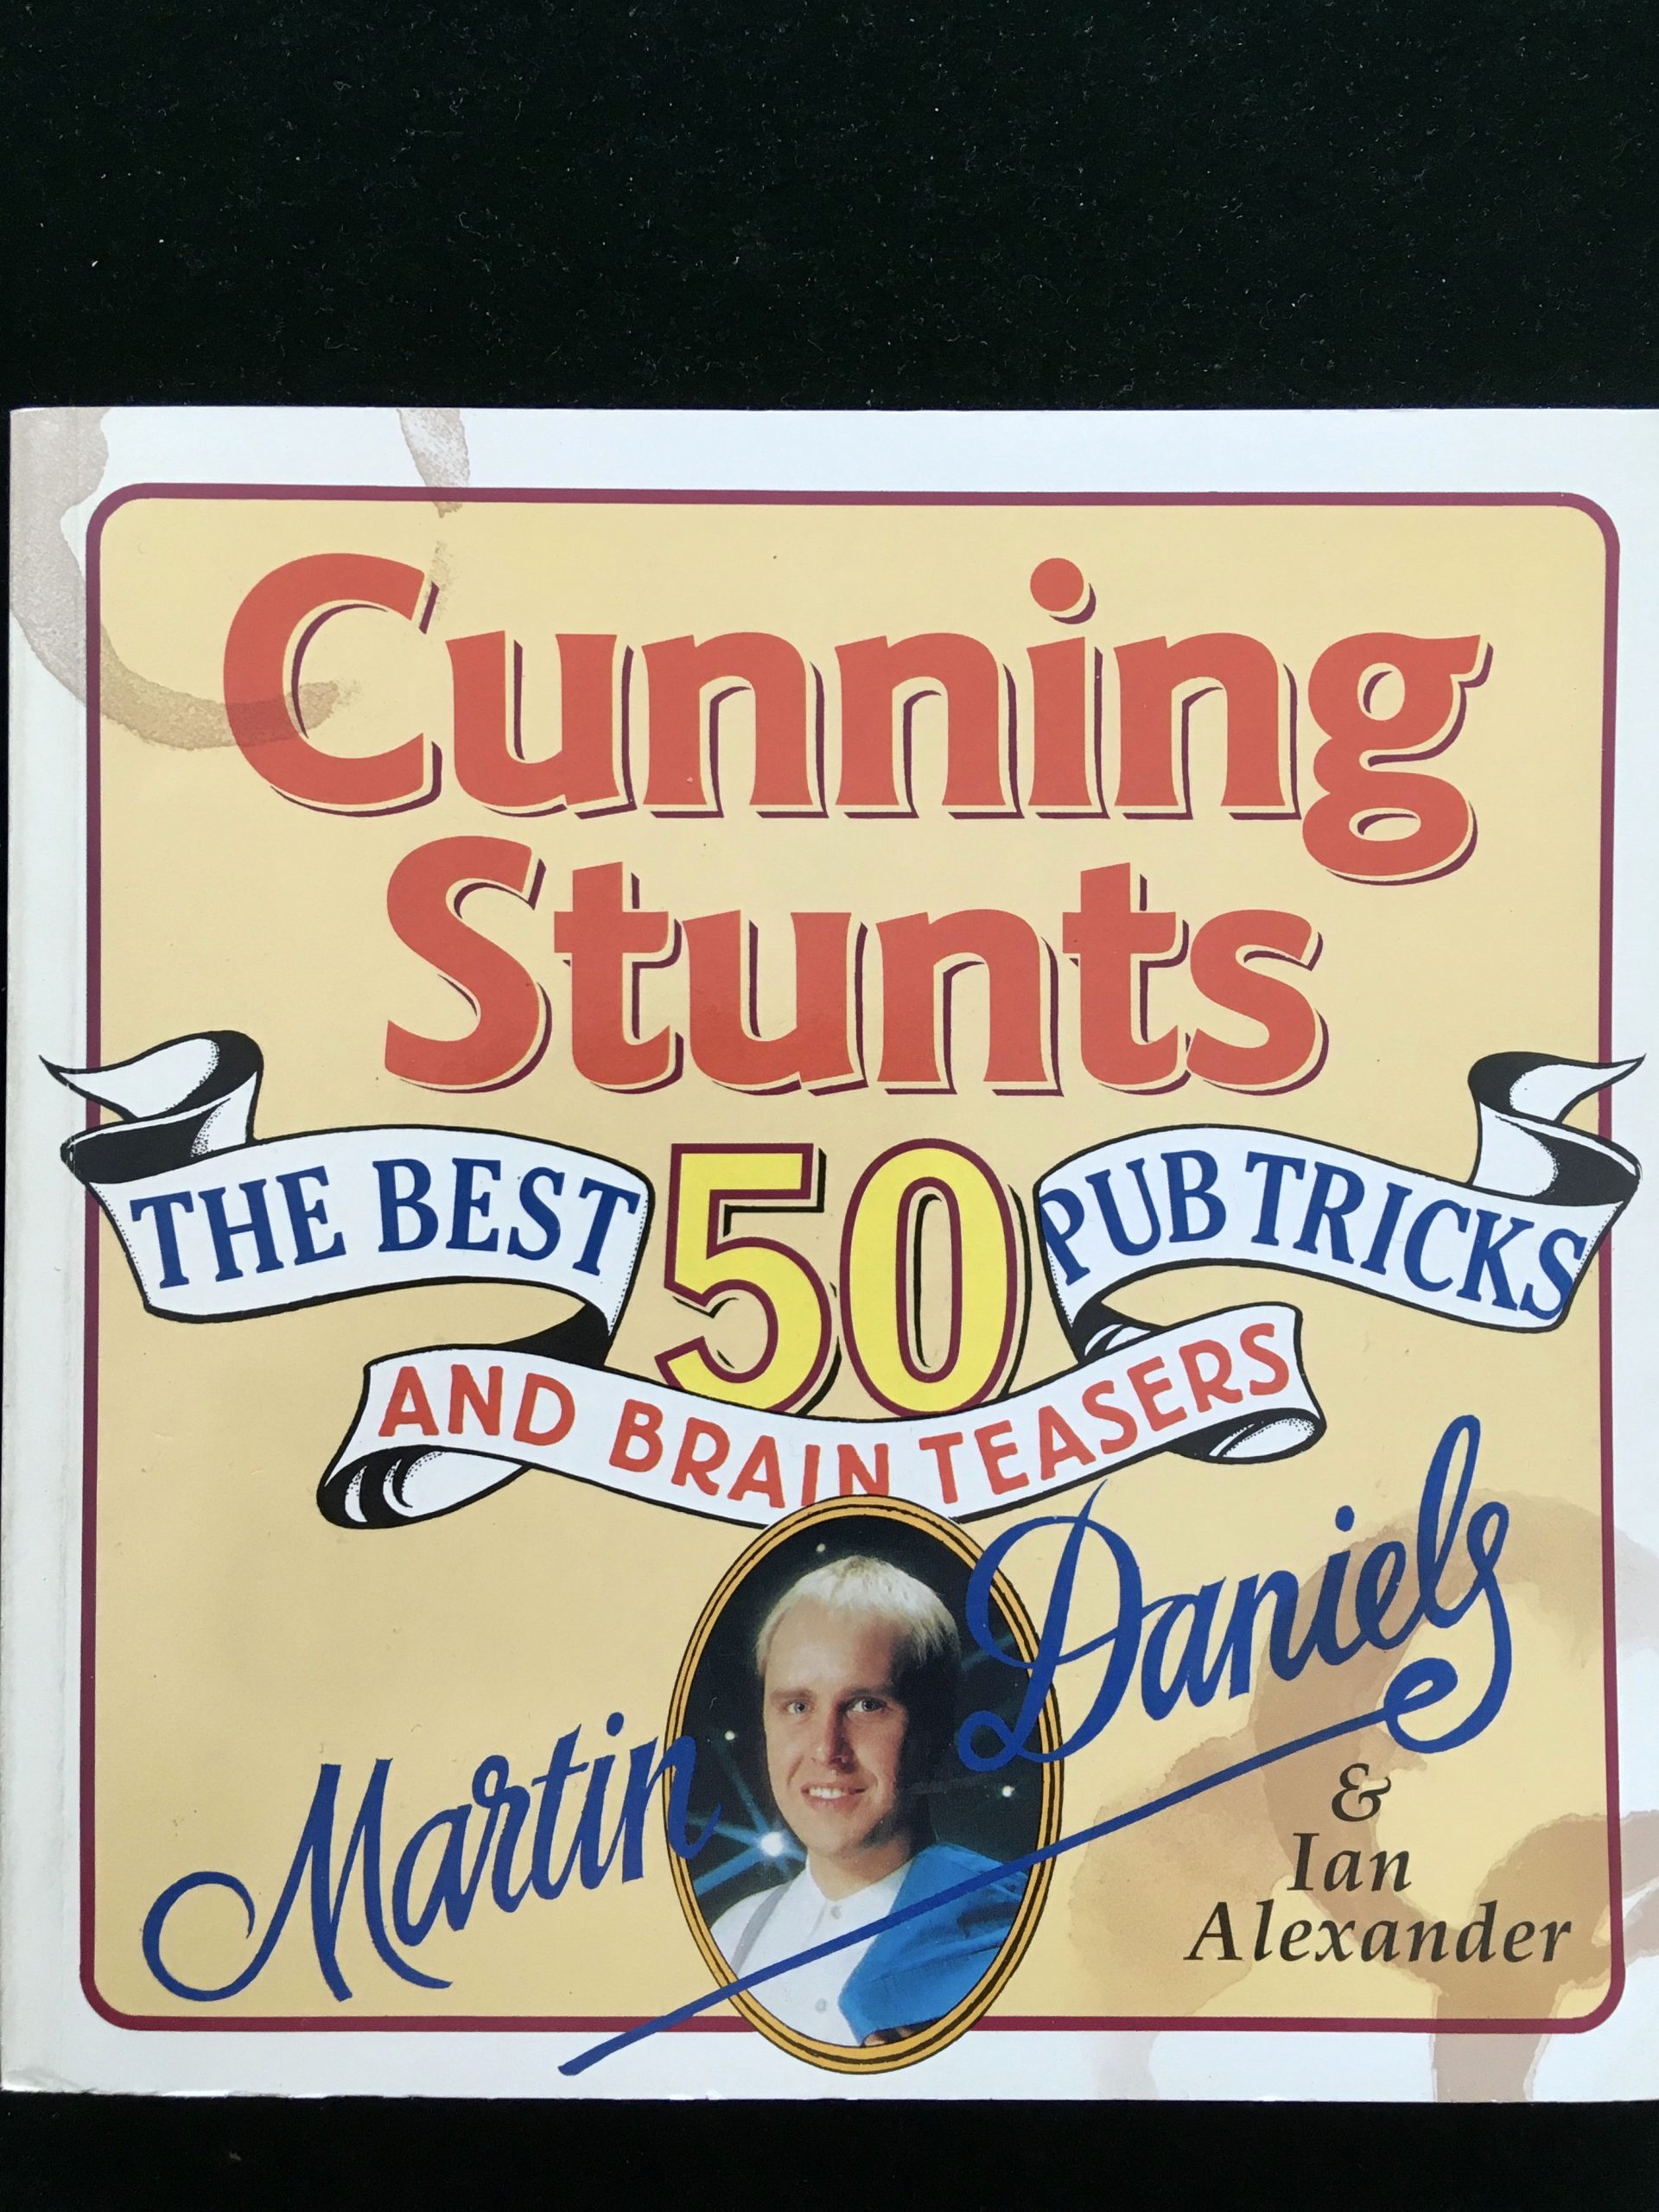 Cunning
Stunts
THE BEST 50 PUB TRICKS
AND BRAIN TEASERS
Martin Daniels
&
Ian
Alexander